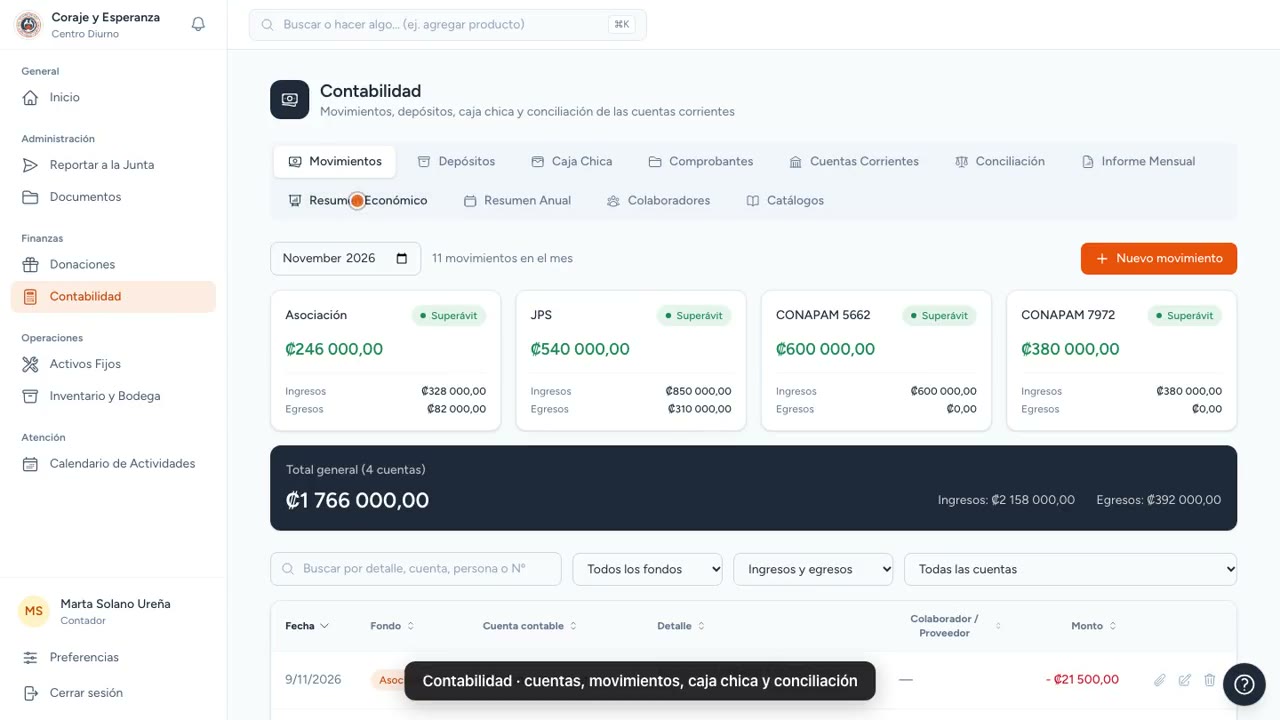 Coraje y Esperanza
Centro Diurno
Buscar o hacer algo... (ej. agregar producto)
⌘K
General
Inicio
Administración
Reportar a la Junta
Documentos
Finanzas
Donaciones
Contabilidad
Operaciones
Activos Fijos
Inventario y Bodega
Atención
Calendario de Actividades
MS
Marta Solano Ureña
Contador
Preferencias
Cerrar sesión
Contabilidad
Movimientos, depósitos, caja chica y conciliación de las cuentas corrientes
Movimientos
Depósitos
Caja Chica
Comprobantes
Cuentas Corrientes
Conciliación
Informe Mensual
Resumen Económico
Resumen Anual
Colaboradores
Catálogos
November 2026
11 movimientos en el mes
+ Nuevo movimiento
Asociación
Superávit
₡246 000,00
Ingresos ₡328 000,00
Egresos ₡82 000,00
JPS
Superávit
₡540 000,00
Ingresos ₡850 000,00
Egresos ₡310 000,00
CONAPAM 5662
Superávit
₡600 000,00
Ingresos ₡600 000,00
Egresos ₡0,00
CONAPAM 7972
Superávit
₡380 000,00
Ingresos ₡380 000,00
Egresos ₡0,00
Total general (4 cuentas)
₡1 766 000,00
Ingresos: ₡2 158 000,00 Egresos: ₡392 000,00
Buscar por detalle, cuenta, persona o Nº
Todos los fondos
Ingresos y egresos
Todas las cuentas
Fecha
Fondo
Cuenta contable
Detalle
Colaborador /
Proveedor
Monto
9/11/2026
Asoc
—
- ₡21 500,00
Contabilidad · cuentas, movimientos, caja chica y conciliación